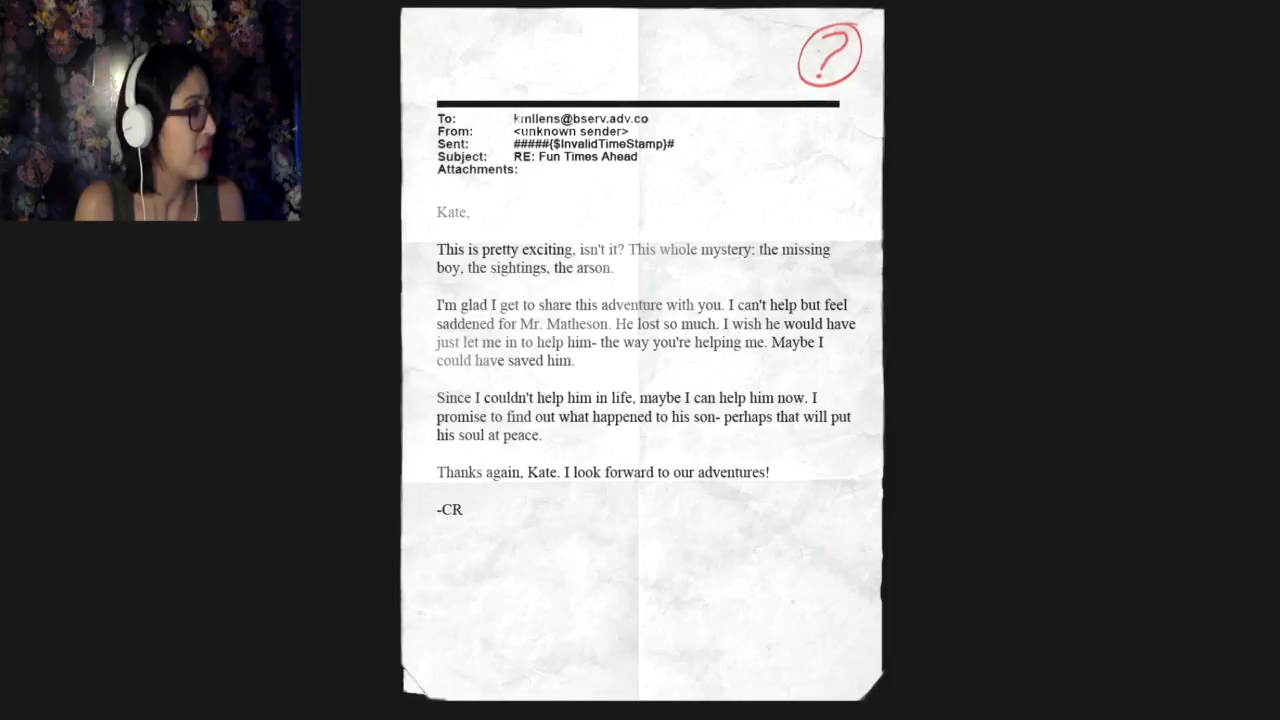 ?
To: kmllens@bserv.adv.co
From: <unknown sender>
Sent: #####{$InvalidTimeStamp}#
Subject: RE: Fun Times Ahead
Attachments:
Kate,
This is pretty exciting, isn't it? This whole mystery: the missing
boy, the sightings, the arson.
I'm glad I get to share this adventure with you. I can't help but feel
saddened for Mr. Matheson. He lost so much. I wish he would have
just let me in to help him- the way you're helping me. Maybe I
could have saved him.
Since I couldn't help him in life, maybe I can help him now. I
promise to find out what happened to his son- perhaps that will put
his soul at peace.
Thanks again, Kate. I look forward to our adventures!
-CR